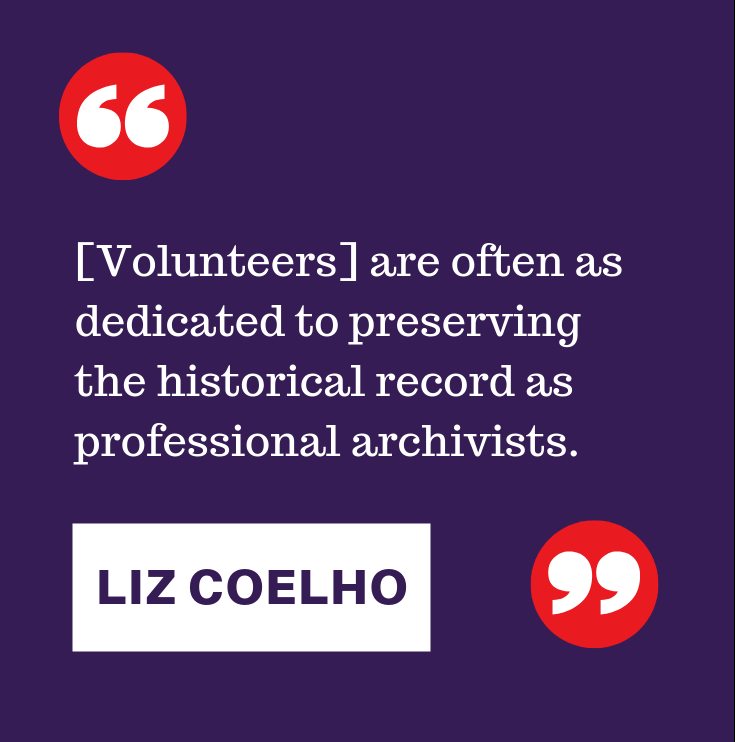 “
[Volunteers] are often as
dedicated to preserving
the historical record as
professional archivists.
LIZ COELHO
”